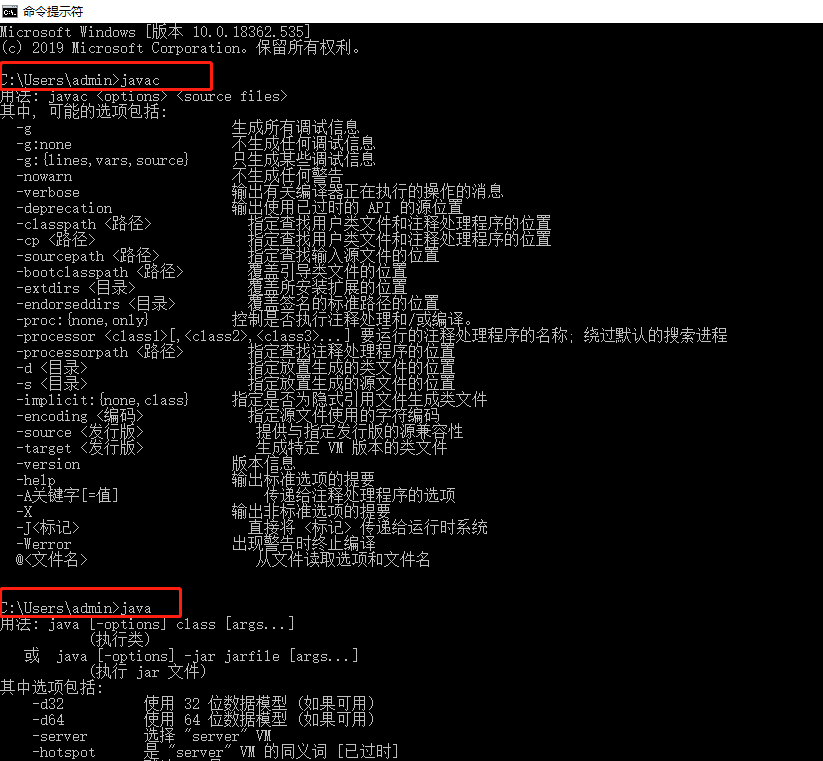 命令提示符
Microsoft Windows [版本 10.0.18362.535]
(c) 2019 Microsoft Corporation。保留所有权利。
C:\Users\admin>javac
用法: javac <options> <source files>
其中, 可能的选项包括:
-g 生成所有调试信息
-g:none 不生成任何调试信息
-g:{lines,vars,source} 只生成某些调试信息
-nowarn 不生成任何警告
-verbose 输出有关编译器正在执行的操作的消息
-deprecation 输出使用已过时的 API 的源位置
-classpath <路径> 指定查找用户类文件和注释处理程序的位置
-cp <路径> 指定查找用户类文件和注释处理程序的位置
-sourcepath <路径> 指定查找输入源文件的位置
-bootclasspath <路径> 覆盖引导类文件的位置
-extdirs <目录> 覆盖所安装扩展的位置
-endorseddirs <目录> 覆盖签名的标准路径的位置
-proc:{none,only} 控制是否执行注释处理和/或编译。
-processor <class1>[,<class2>,<class3>...] 要运行的注释处理程序的名称; 绕过默认的搜索进程
-processorpath <路径> 指定查找注释处理程序的位置
-d <目录> 指定放置生成的类文件的位置
-s <目录> 指定放置生成的源文件的位置
-implicit:{none,class} 指定是否为隐式引用文件生成类文件
-encoding <编码> 指定源文件使用的字符编码
-source <发行版> 提供与指定发行版的源兼容性
-target <发行版> 生成特定 VM 版本的类文件
-version 版本信息
-help 输出标准选项的提要
-A关键字[=值] 传递给注释处理程序的选项
-X 输出非标准选项的提要
-J<标记> 直接将 <标记> 传递给运行时系统
-Werror 出现警告时终止编译
@<文件名> 从文件读取选项和文件名
C:\Users\admin>java
用法: java [-options] class [args...]
(执行类)
或 java [-options] -jar jarfile [args...]
(执行 jar 文件)
其中选项包括:
-d32 使用 32 位数据模型 (如果可用)
-d64 使用 64 位数据模型 (如果可用)
-server 选择 "server" VM
-hotspot 是 "server" VM 的同义词 [已过时]